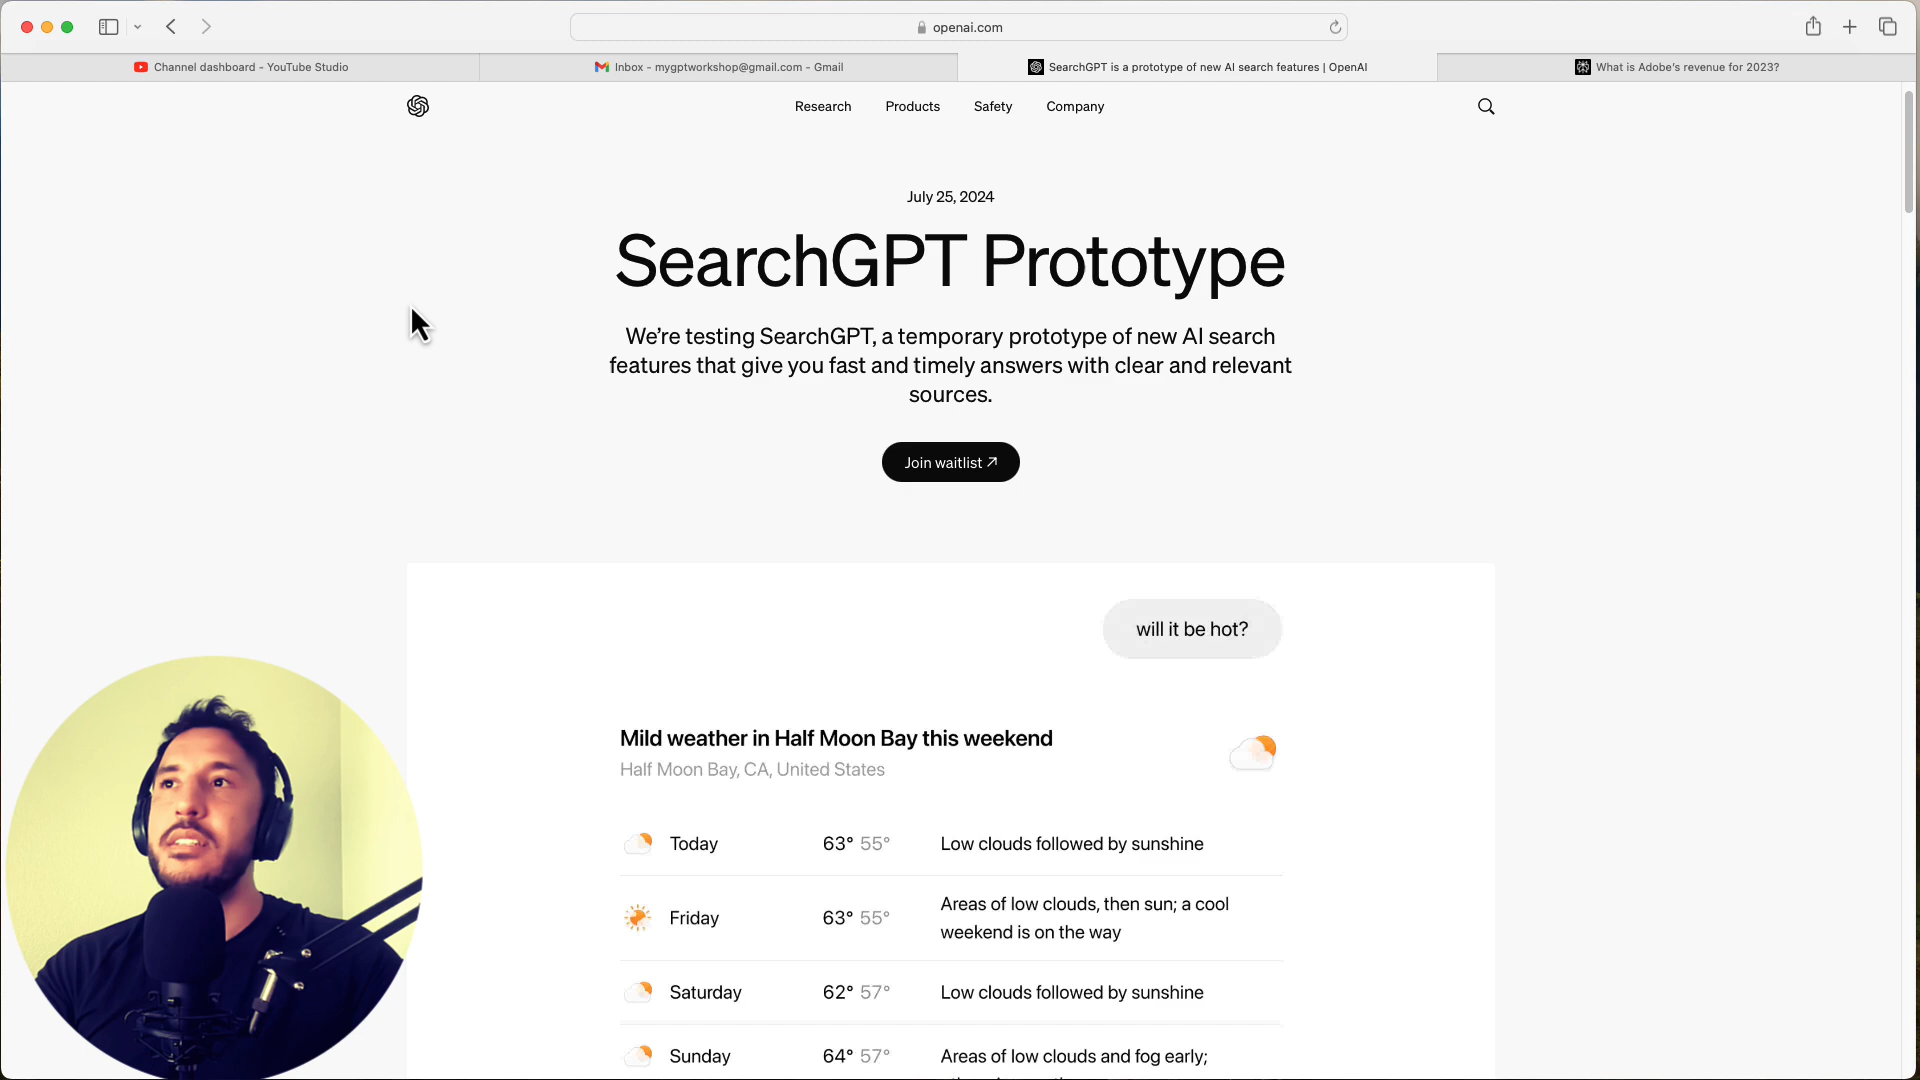 openai.com
Channel dashboard - YouTube Studio
Inbox - mygptworkshop@gmail.com - Gmail
SearchGPT is a prototype of new AI search features | OpenAI
What is Adobe's revenue for 2023?
Research
Products
Safety
Company
July 25, 2024
SearchGPT Prototype
We're testing SearchGPT, a temporary prototype of new AI search
features that give you fast and timely answers with clear and relevant
sources.
Join waitlist ↗
will it be hot?
Mild weather in Half Moon Bay this weekend
Half Moon Bay, CA, United States
Today 63° 55° Low clouds followed by sunshine
Friday 63° 55° Areas of low clouds, then sun; a cool
weekend is on the way
Saturday 62° 57° Low clouds followed by sunshine
Sunday 64° 57° Areas of low clouds and fog early;